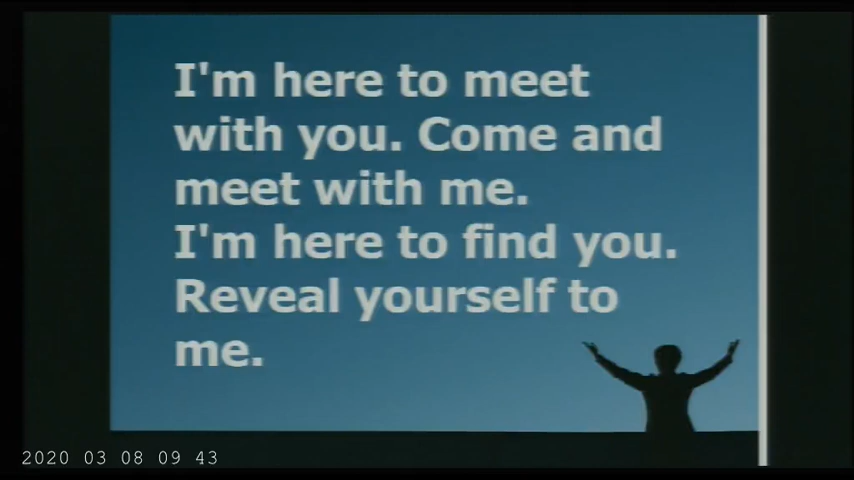 I'm here to meet
with you. Come and
meet with me.
I'm here to find you.
Reveal yourself to
me.
2020 03 08 09 43